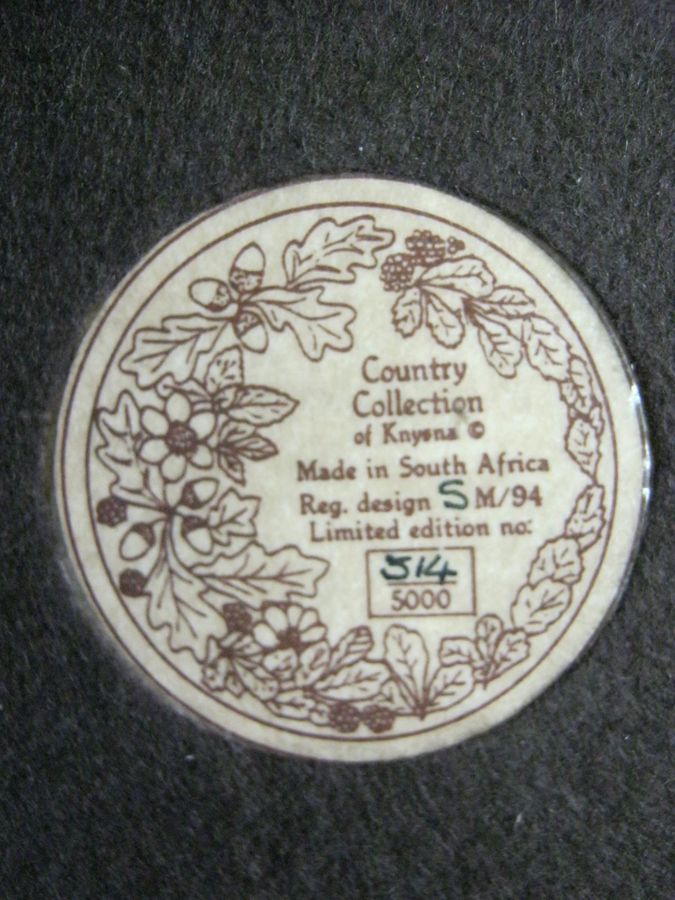 Country
Collection
of Knysna ©
Made in South Africa
Reg. design S M/94
Limited edition no:
514
5000